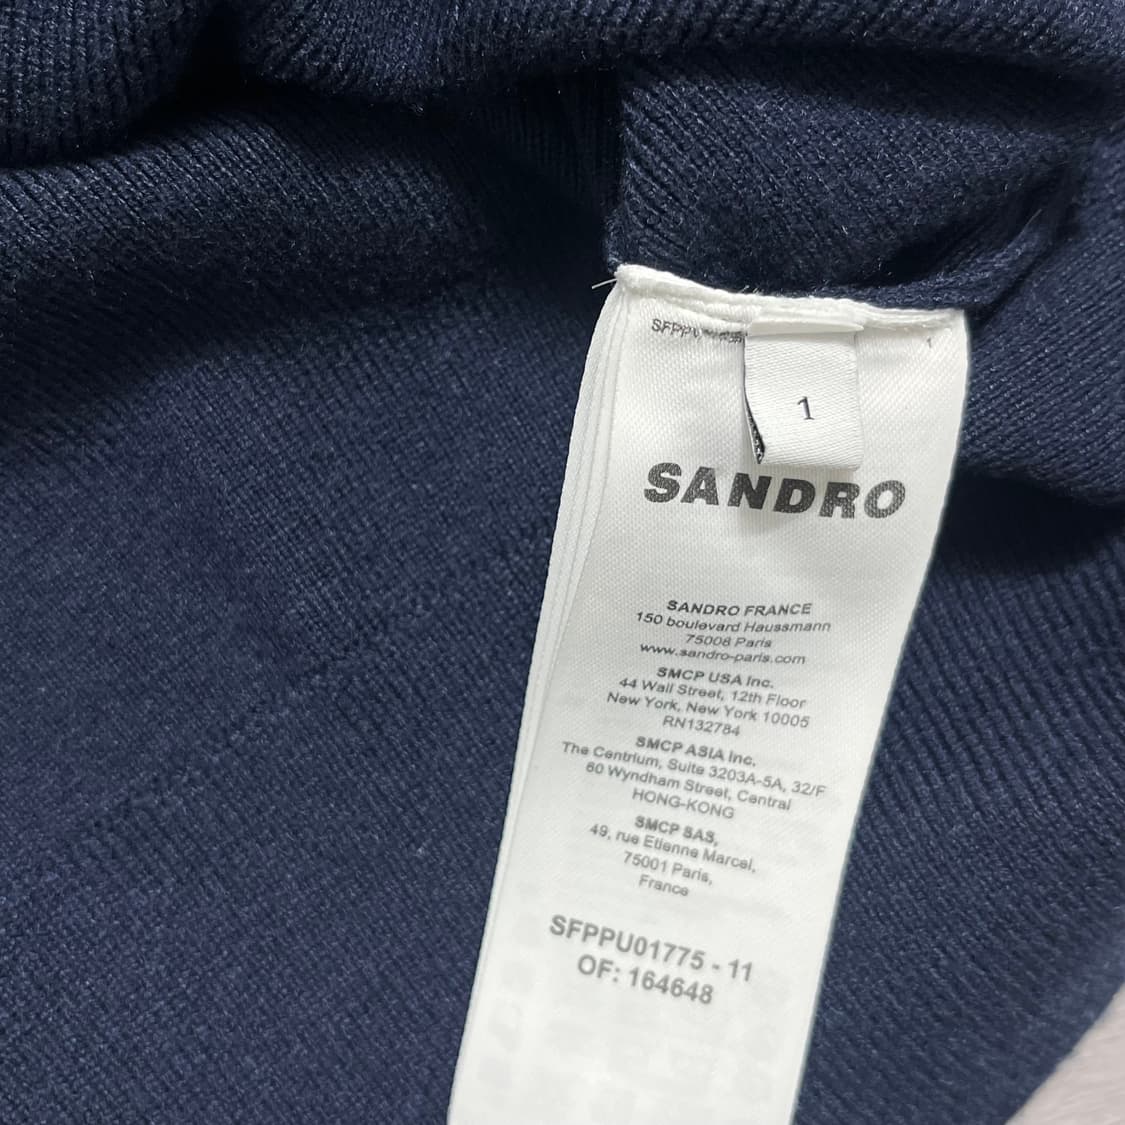 1
1
SANDRO
SANDRO FRANCE
150 boulevard Haussmann
75008 Paris
www.sandro-paris.com
SMCP USA Inc.
44 Wall Street, 12th Floor
New York, New York 10005
RN132784
SMCP ASIA Inc.
The Centrium, Suite 3203A-5A, 32/F
60 Wyndham Street, Central
HONG-KONG
SMCP SAS,
49, rue Etienne Marcel,
75001 Paris,
France
SFPPU01775 - 11
OF: 164648